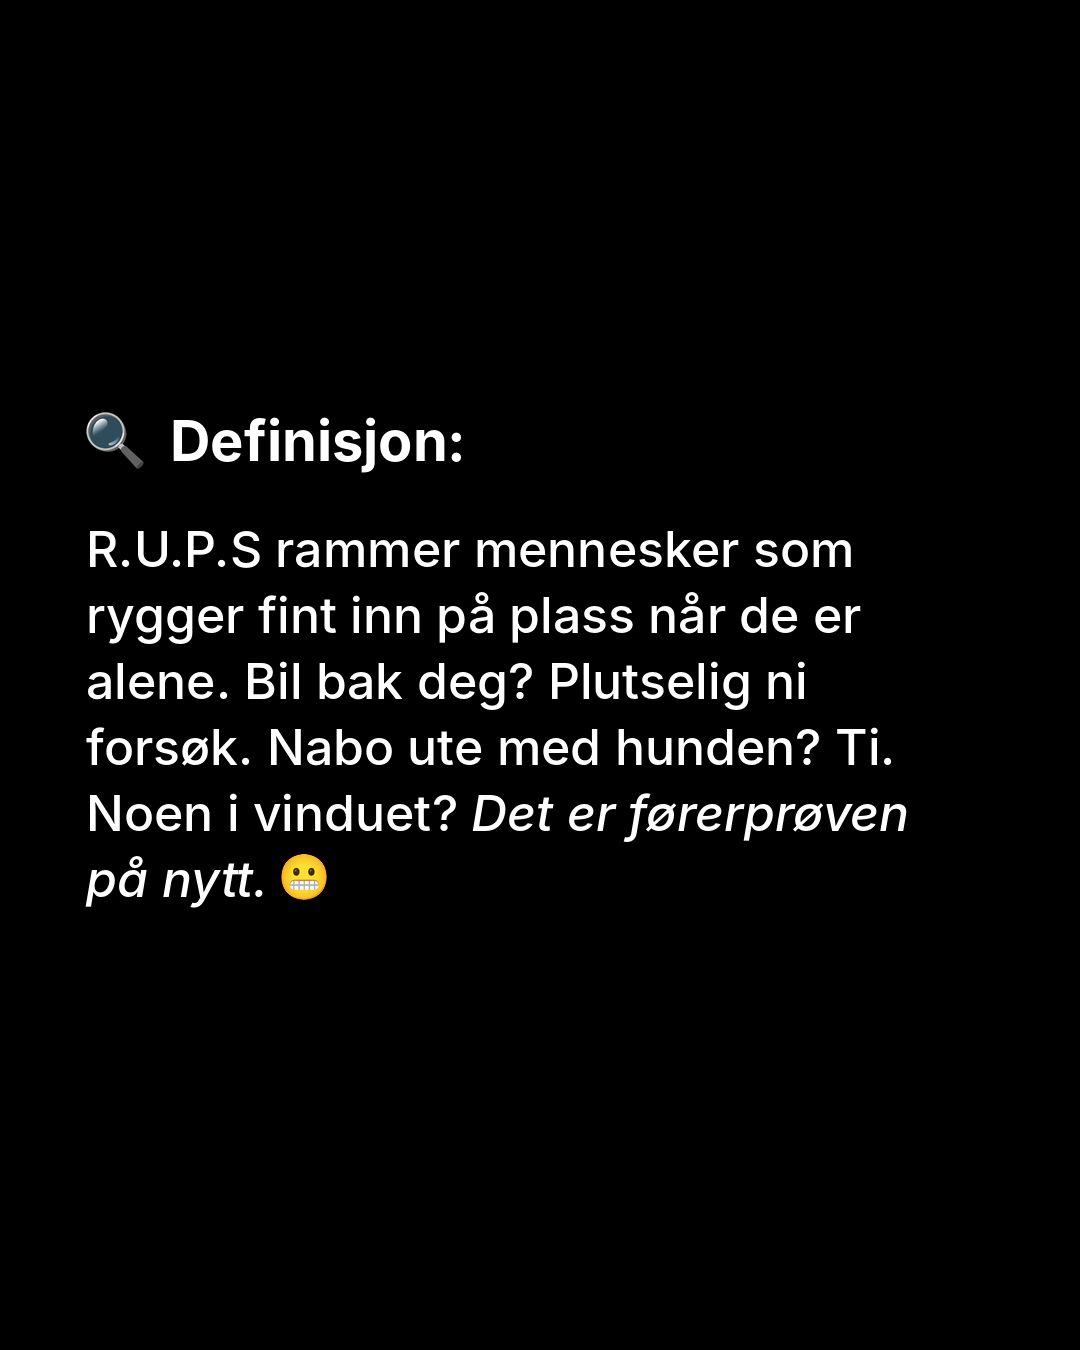 🔍 Definisjon:
R.U.P.S rammer mennesker som
rygger fint inn på plass når de er
alene. Bil bak deg? Plutselig ni
forsøk. Nabo ute med hunden? Ti.
Noen i vinduet? Det er førerprøven
på nytt. 😬